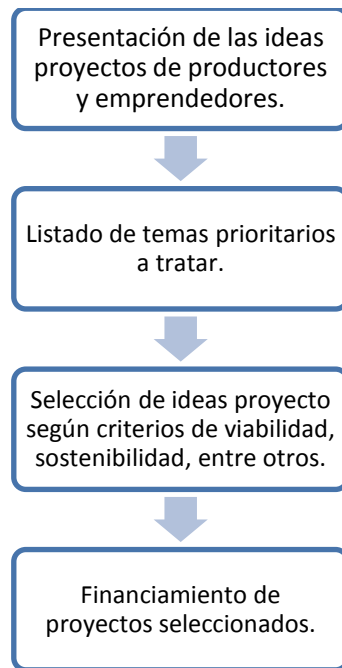 Presentación de las ideas
proyectos de productores
y emprendedores.
Listado de temas prioritarios
a tratar.
Selección de ideas proyecto
según criterios de viabilidad,
sostenibilidad, entre otros.
Financiamiento de
proyectos seleccionados.